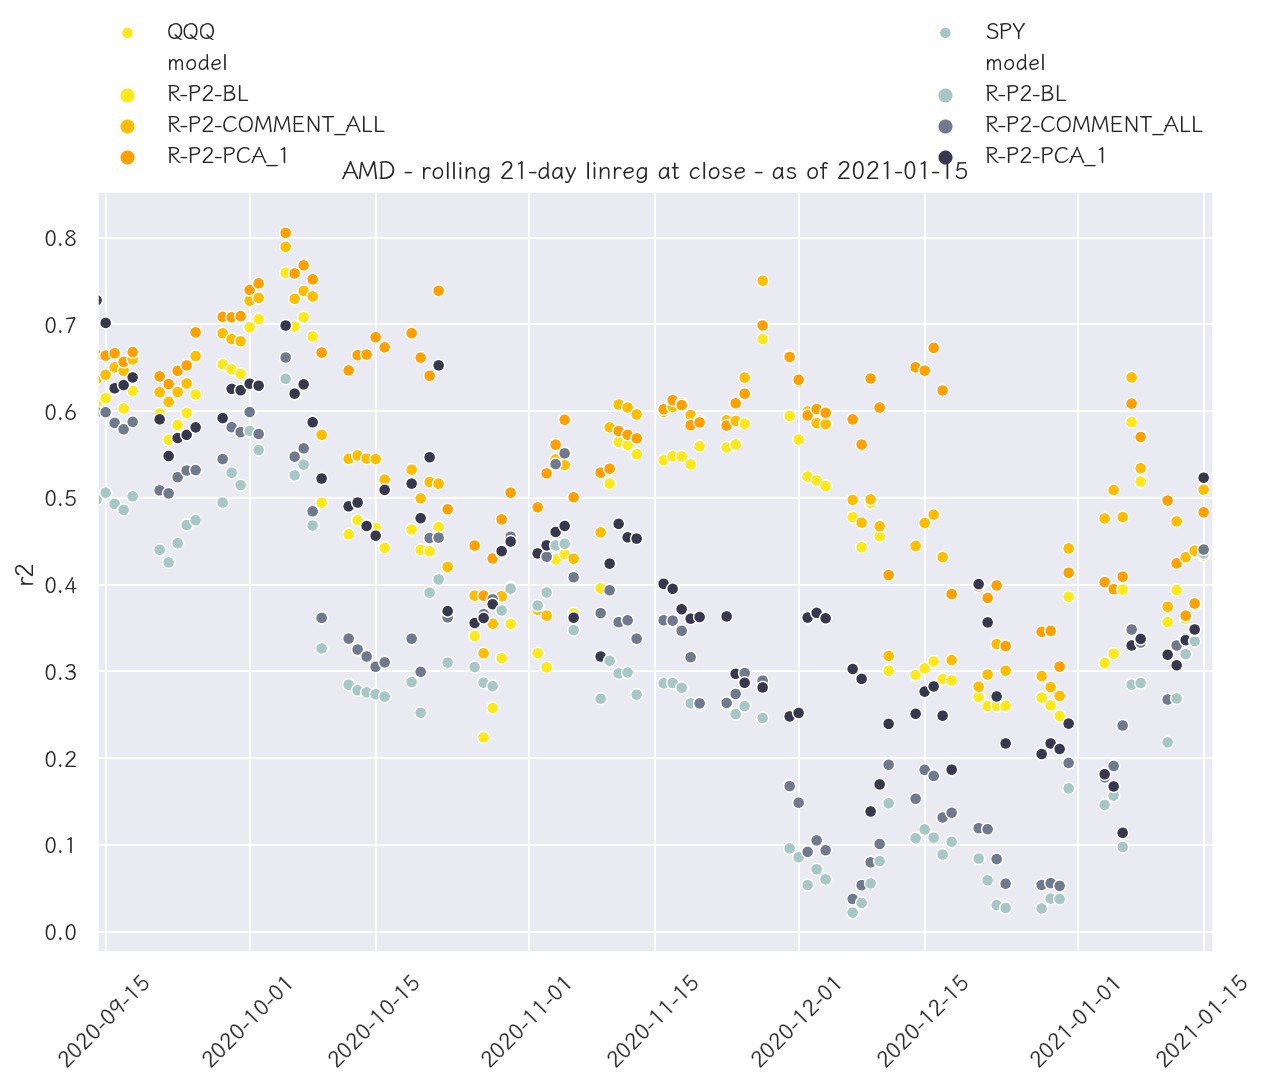 QQQ
model
R-P2-BL
R-P2-COMMENT_ALL
R-P2-PCA_1
SPY
model
R-P2-BL
R-P2-COMMENT_ALL
R-P2-PCA_1
AMD - rolling 21-day linreg at close - as of 2021-01-15
0.8
0.7
0.6
0.5
0.4
0.3
0.2
0.1
0.0
r2
2020-09-15
2020-10-01
2020-10-15
2020-11-01
2020-11-15
2020-12-01
2020-12-15
2021-01-01
2021-01-15